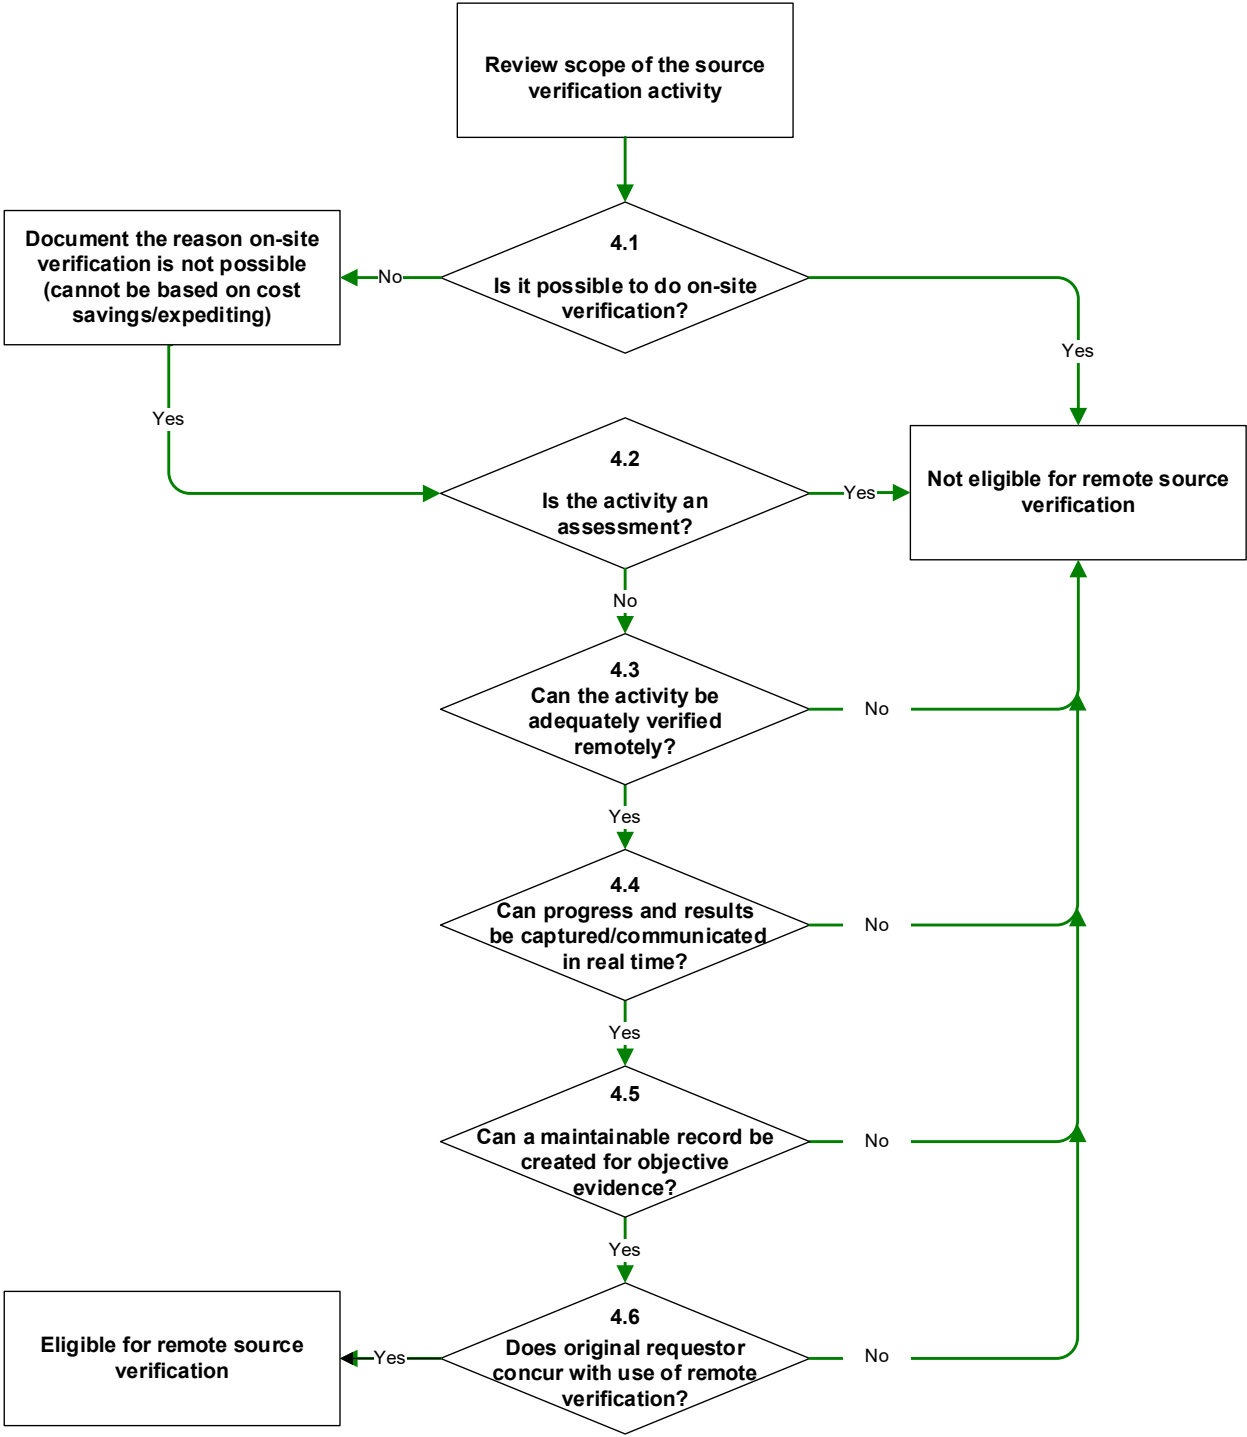 Review scope of the source
verification activity
Document the reason on-site
verification is not possible
(cannot be based on cost
savings/expediting)
No
4.1
Is it possible to do on-site
verification?
Yes
Yes
4.2
Is the activity an
assessment?
Yes
Not eligible for remote source
verification
No
4.3
Can the activity be
adequately verified
remotely?
No
Yes
4.4
Can progress and results
be captured/communicated
in real time?
No
Yes
4.5
Can a maintainable record be
created for objective
evidence?
No
Yes
4.6
Does original requestor
concur with use of remote
verification?
No
Yes
Eligible for remote source
verification